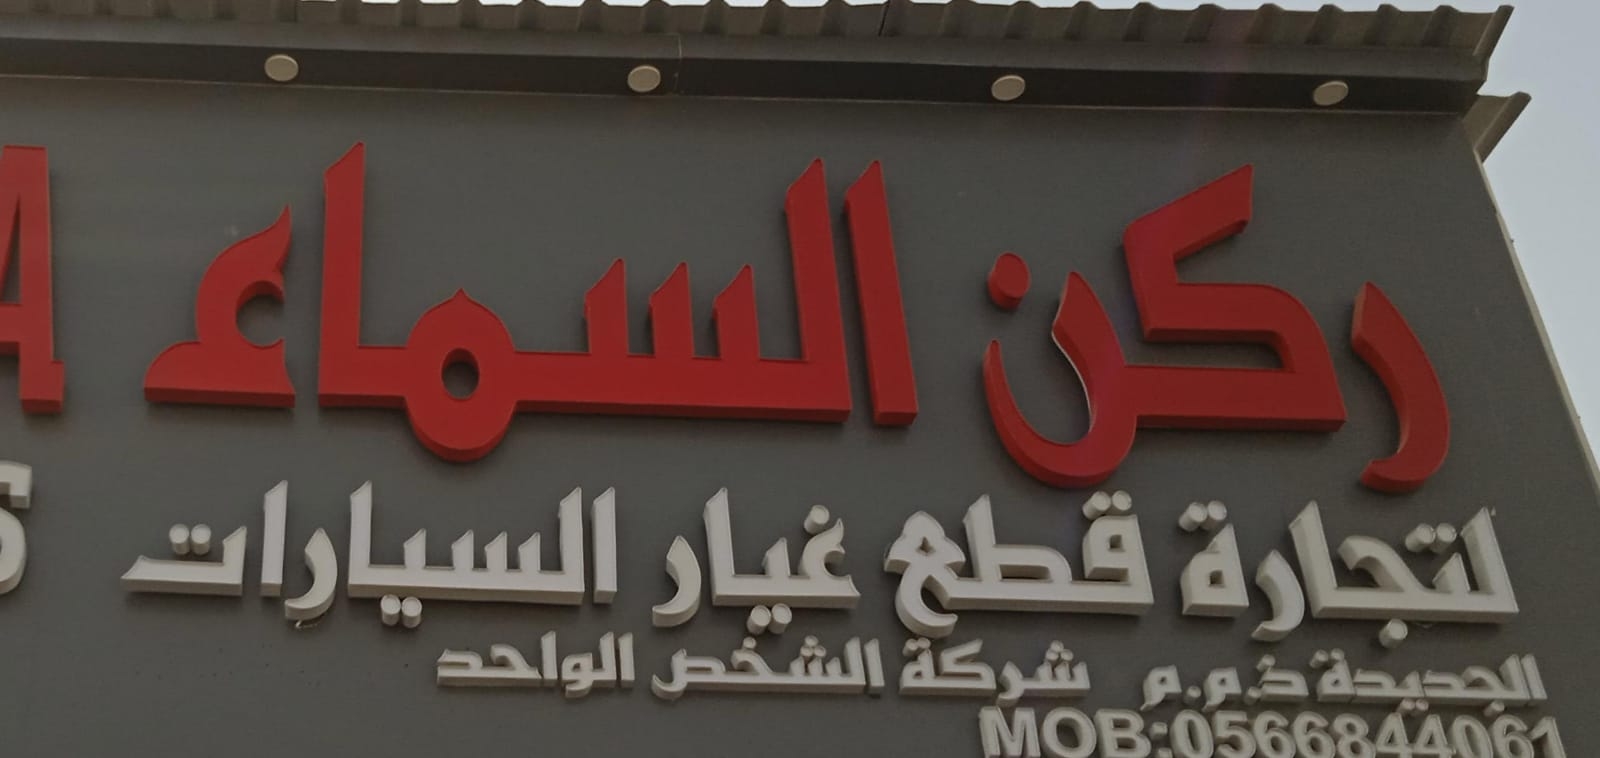 ركن السماء
لتجارة قطع غيار السيارات
الجديدة ذ.م.م شركة الشخص الواحد
MOB:0566844061
A
S